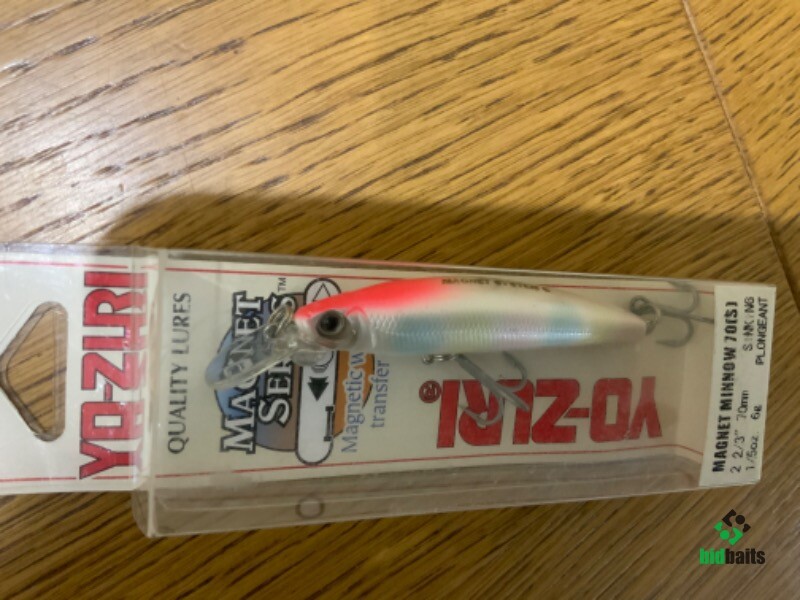 YO-ZURI
QUALITY LURES
MAGNET
SERIES™
Magnetic w
transfer
YO-ZURI®
MAGNET MINNOW 70(S)
2 2/3" 70mm SINKING
1/5oz. 6g PLONGEANT
bidbaits